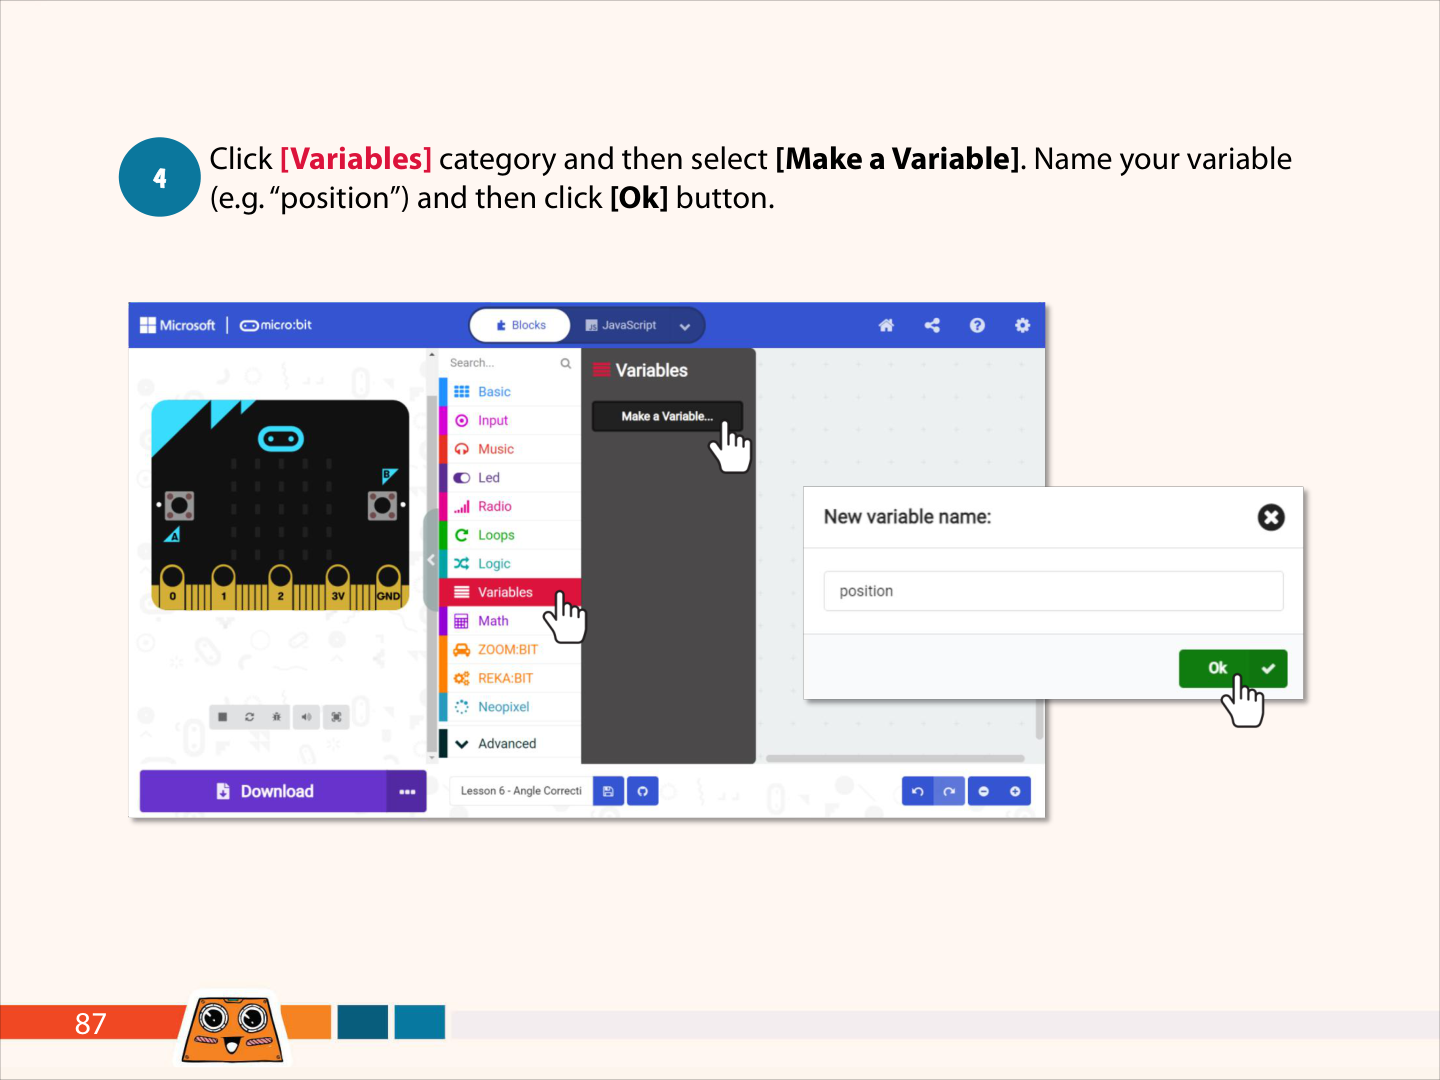 4
Click [Variables] category and then select [Make a Variable]. Name your variable
(e.g. “position”) and then click [Ok] button.
Microsoft | micro:bit
Blocks
JavaScript
Search...
Basic
Input
Music
Led
Radio
Loops
Logic
Variables
Math
ZOOM:BIT
REKA:BIT
Neopixel
Advanced
Variables
Make a Variable...
A
B
0 1 2 3V GND
New variable name:
position
Ok
Download
Lesson 6 - Angle Correcti
87